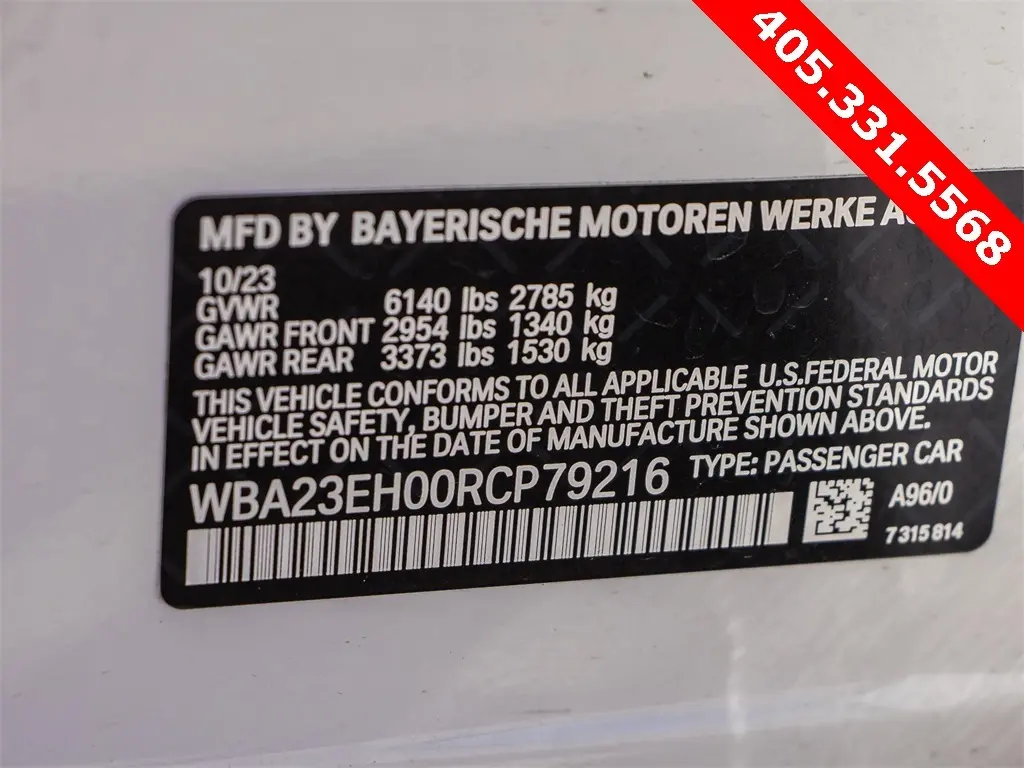 405.331.5568
MFD BY BAYERISCHE MOTOREN WERKE
10/23
GVWR 6140 lbs 2785 kg
GAWR FRONT 2954 lbs 1340 kg
GAWR REAR 3373 lbs 1530 kg
THIS VEHICLE CONFORMS TO ALL APPLICABLE U.S.FEDERAL MOTOR
VEHICLE SAFETY, BUMPER AND THEFT PREVENTION STANDARDS
IN EFFECT ON THE DATE OF MANUFACTURE SHOWN ABOVE.
WBA23EH00RCP79216 TYPE: PASSENGER CAR
A96/0
7315814